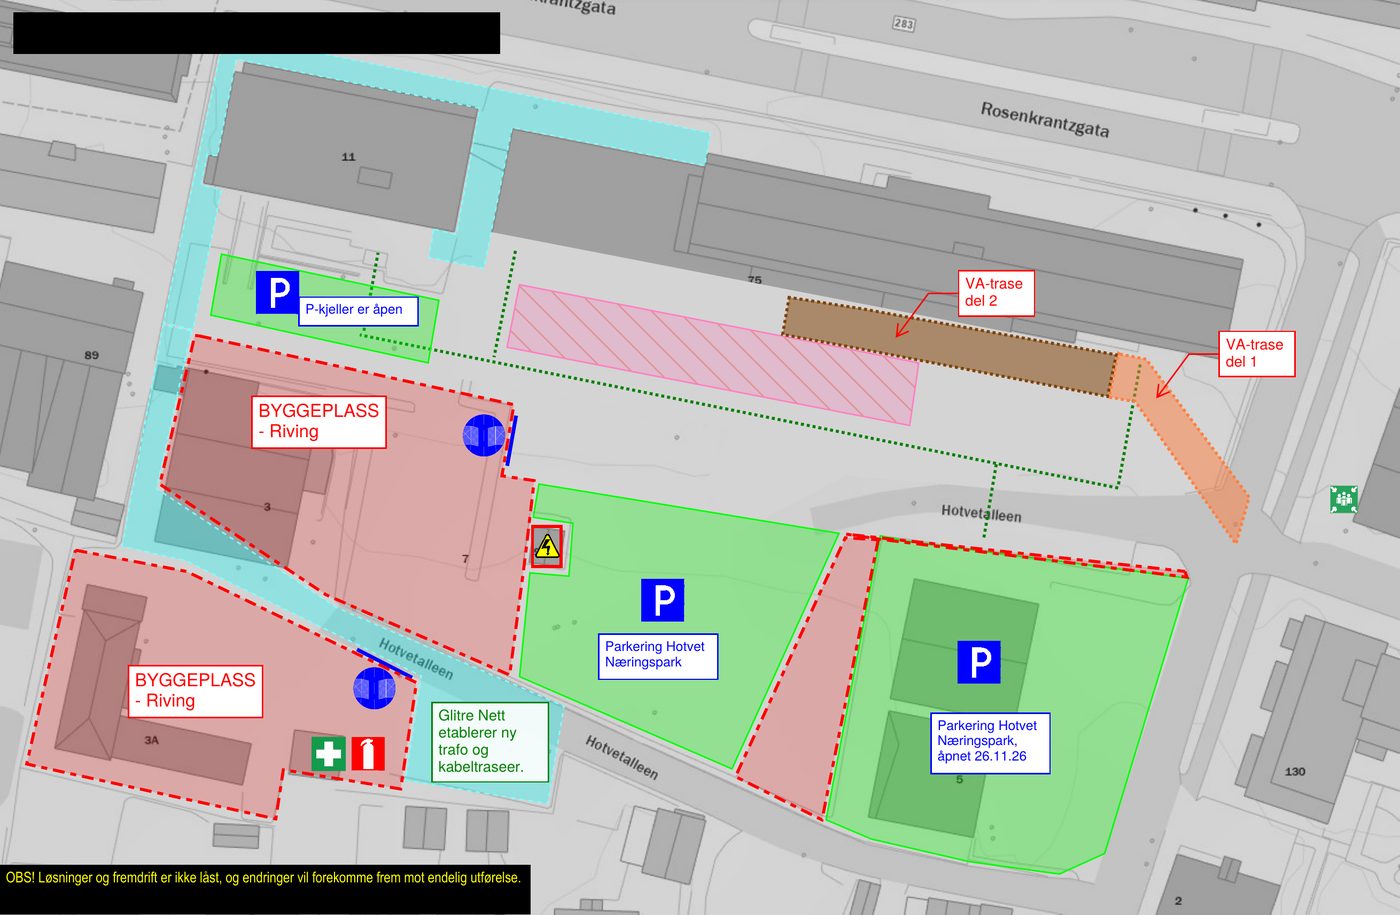 Rosenkrantzgata
283
Rosenkrantzgata
11
75
VA-trase
del 2
VA-trase
del 1
P
P-kjeller er åpen
89
BYGGEPLASS
- Riving
3
7
Hotvetalleen
P
Parkering Hotvet
Næringspark
P
Parkering Hotvet
Næringspark,
åpnet 26.11.26
5
Hotvetalleen
BYGGEPLASS
- Riving
3A
Glitre Nett
etablerer ny
trafo og
kabeltraseer.
Hotvetalleen
130
2
OBS! Løsninger og fremdrift er ikke låst, og endringer vil forekomme frem mot endelig utførelse.